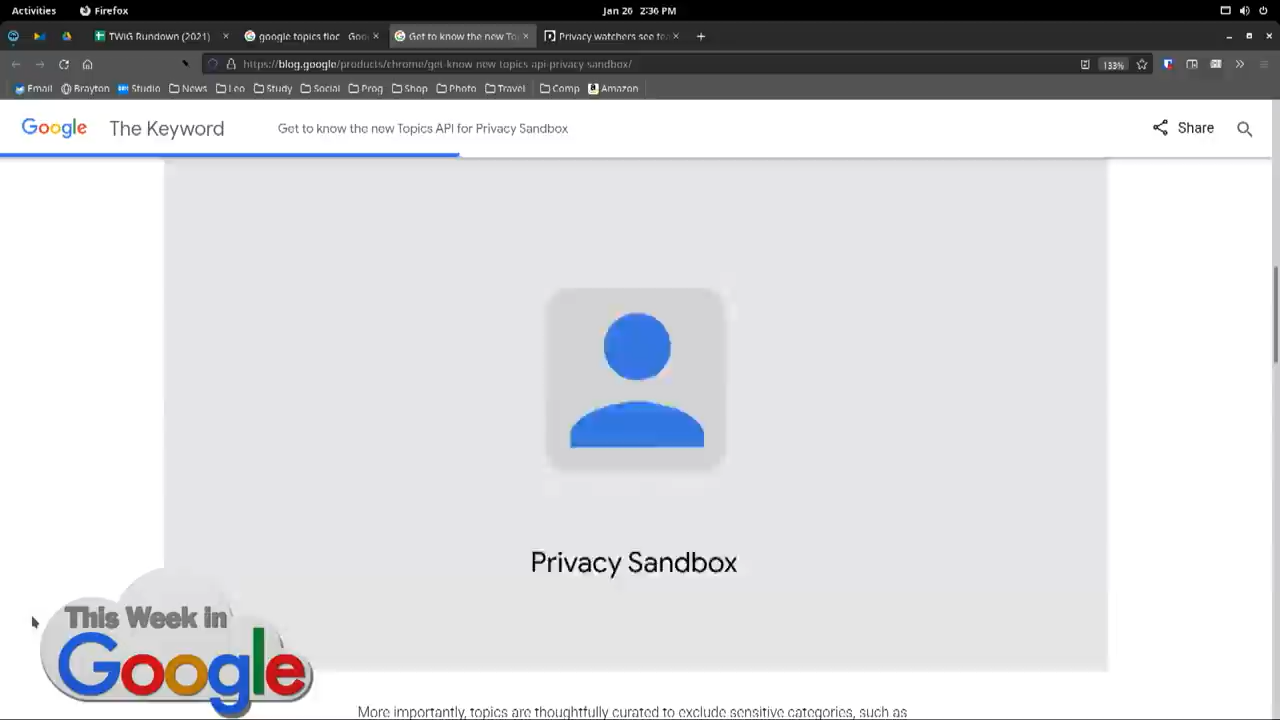 Activities
Firefox
Jan 26 2:36 PM
TWiG Rundown (2021)
google topics floc - Goo
Get to know the new To
Privacy watchers see fea
https://blog.google/products/chrome/get-know-new-topics-api-privacy-sandbox/
133%
Email Brayton Studio News Leo Study Social Prog Shop Photo Travel Comp Amazon
Google The Keyword Get to know the new Topics API for Privacy Sandbox Share
Privacy Sandbox
This Week in
Google
More importantly, topics are thoughtfully curated to exclude sensitive categories, such as